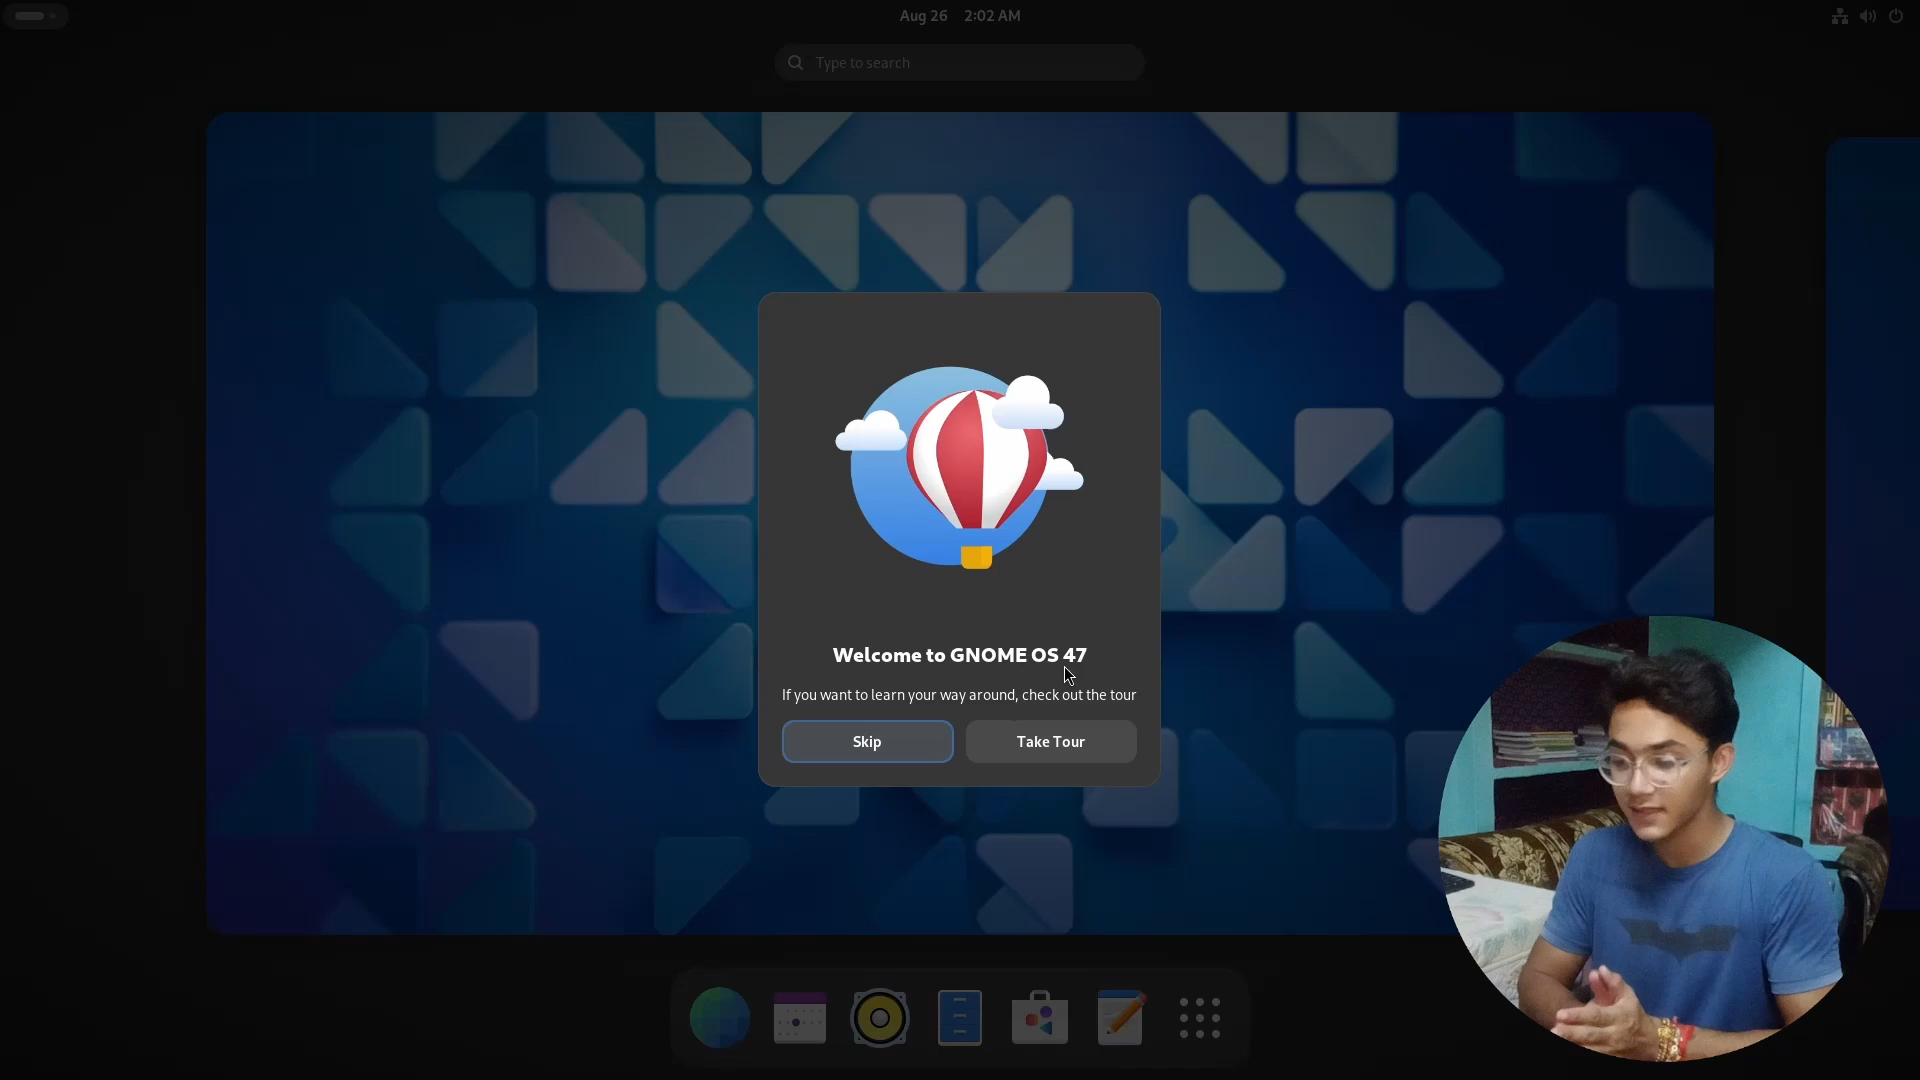 Aug 26 2:02 AM
Type to search
Welcome to GNOME OS 47
If you want to learn your way around, check out the tour
Skip
Take Tour